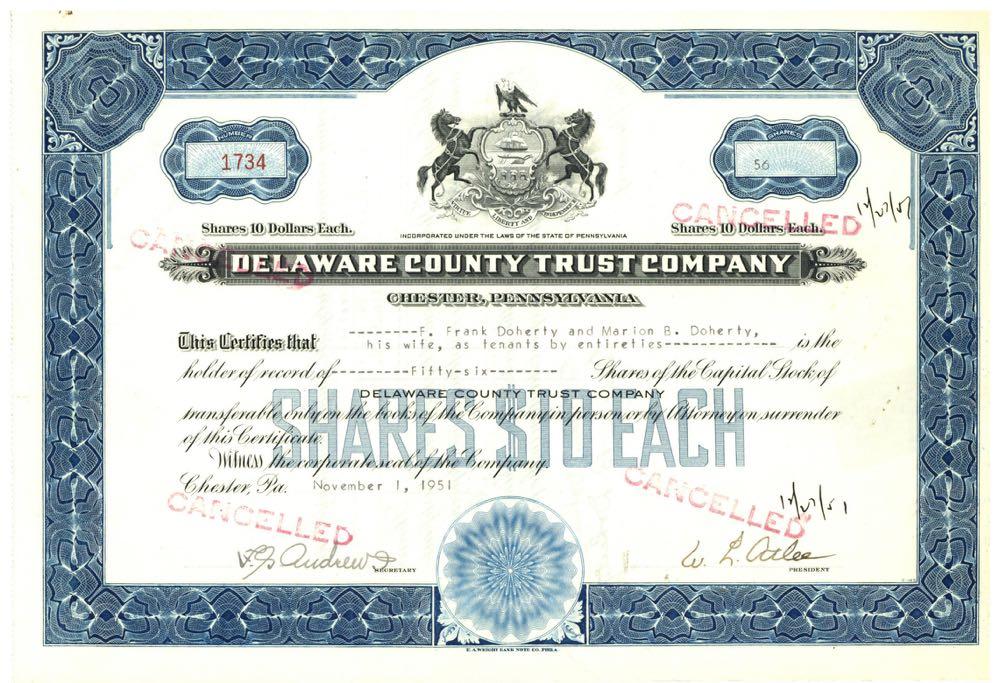 NUMBER
1734
SHARES
56
LIBERTY AND INDEPENDENCE
Shares 10 Dollars Each.
INCORPORATED UNDER THE LAWS OF THE STATE OF PENNSYLVANIA
Shares 10 Dollars Each.
CANCELLED
CANCELLED
DELAWARE COUNTY TRUST COMPANY
CHESTER, PENNSYLVANIA
This Certifies that --------F. Frank Doherty and Marion B. Doherty,
his wife, as tenants by entireties------------- is the
holder of record of---------Fifty-six-------- Shares of the Capital Stock of
DELAWARE COUNTY TRUST COMPANY
SHARES $10 EACH
transferable only on the books of the Company in person or by Attorney on surrender
of this Certificate.
Witness the corporate seal of the Company.
Chester, Pa. November 1, 1951
CANCELLED
CANCELLED
12/27/51
SECRETARY
W. L. Atlee
PRESIDENT
E. A. WRIGHT BANK NOTE CO. PHILA.